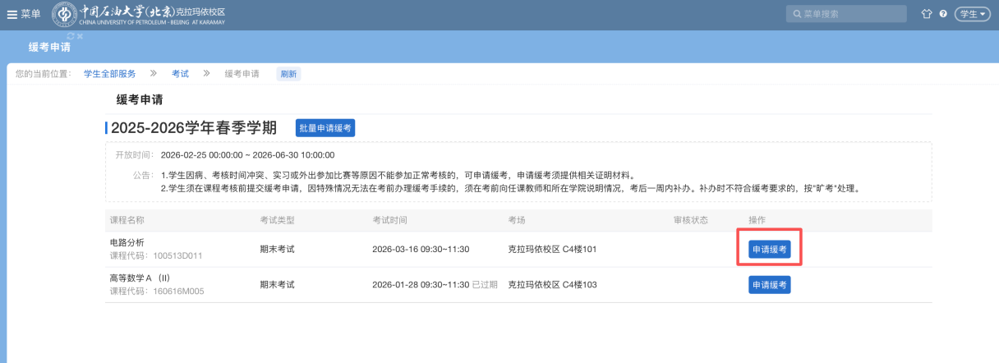 菜单
中国石油大学(北京)克拉玛依校区
CHINA UNIVERSITY OF PETROLEUM - BEIJING AT KARAMAY
菜单搜索
学生
缓考申请
您的当前位置: 学生全部服务 » 考试 » 缓考申请 刷新
缓考申请
2025-2026学年春季学期 批量申请缓考
开放时间: 2026-02-25 00:00:00 ~ 2026-06-30 10:00:00
公告: 1.学生因病、考核时间冲突、实习或外出参加比赛等原因不能参加正常考核的，可申请缓考，申请缓考须提供相关证明材料。
2.学生须在课程考核前提交缓考申请，因特殊情况无法在考前办理缓考手续的，须在考前向任课教师和所在学院说明情况，考后一周内补办。补办时不符合缓考要求的，按"旷考"处理。
课程名称 考试类型 考试时间 考场 审核状态 操作
电路分析
课程代码: 100513D011
期末考试 2026-03-16 09:30~11:30 克拉玛依校区 C4楼101 申请缓考
高等数学A（II）
课程代码: 160616M005
期末考试 2026-01-28 09:30~11:30 已过期 克拉玛依校区 C4楼103 申请缓考